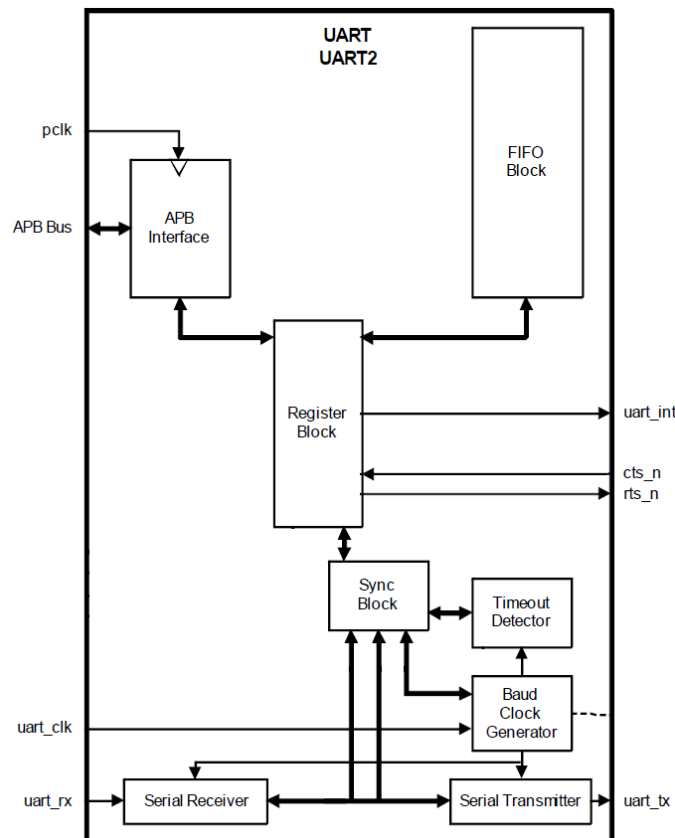 UART
UART2
pclk
FIFO
Block
APB Bus
APB
Interface
Register
Block
uart_int
cts_n
rts_n
Sync
Block
Timeout
Detector
uart_clk
Baud
Clock
Generator
uart_rx
Serial Receiver
Serial Transmitter
uart_tx